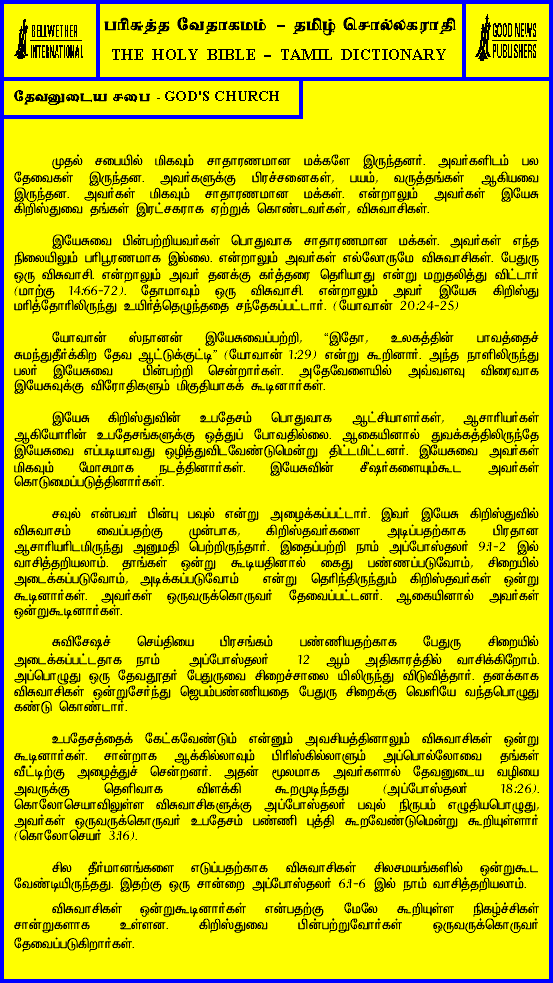 BELLWETHER
INTERNATIONAL
பரிசுத்த வேதாகமம் – தமிழ் சொல்லகராதி
THE HOLY BIBLE – TAMIL DICTIONARY
GOOD NEWS
PUBLISHERS
தேவனுடைய சபை - GOD'S CHURCH
முதல் சபையில் மிகவும் சாதாரணமான மக்களே இருந்தனர். அவர்களிடம் பல
தேவைகள் இருந்தன. அவர்களுக்கு பிரச்சனைகள், பயம், வருத்தங்கள் ஆகியவை
இருந்தன. அவர்கள் மிகவும் சாதாரணமான மக்கள். என்றாலும் அவர்கள் இயேசு
கிறிஸ்துவை தங்கள் இரட்சகராக ஏற்றுக் கொண்டவர்கள், விசுவாசிகள்.
இயேசுவை பின்பற்றியவர்கள் பொதுவாக சாதாரணமான மக்கள். அவர்கள் எந்த
நிலையிலும் பரிபூரணமாக இல்லை. என்றாலும் அவர்கள் எல்லோருமே விசுவாசிகள். பேதுரு
ஒரு விசுவாசி. என்றாலும் அவர் தனக்கு கர்த்தரை தெரியாது என்று மறுதலித்து விட்டார்
(மாற்கு 14:66-72). தோமாவும் ஒரு விசுவாசி. என்றாலும் அவர் இயேசு கிறிஸ்து
மரித்தோரிலிருந்து உயிர்த்தெழுந்ததை சந்தேகப்பட்டார். (யோவான் 20:24-25)
யோவான் ஸ்நானன் இயேசுவைப்பற்றி, “இதோ, உலகத்தின் பாவத்தைச்
சுமந்துதீர்க்கிற தேவ ஆட்டுக்குட்டி” (யோவான் 1:29) என்று கூறினார். அந்த நாளிலிருந்து
பலர் இயேசுவை பின்பற்றி சென்றார்கள். அதேவேளையில் அவ்வளவு விரைவாக
இயேசுவுக்கு விரோதிகளும் மிகுதியாகக் கூடினார்கள்.
இயேசு கிறிஸ்துவின் உபதேசம் பொதுவாக ஆட்சியாளர்கள், ஆசாரியர்கள்
ஆகியோரின் உபதேசங்களுக்கு ஒத்துப் போவதில்லை. ஆகையினால் துவக்கத்திலிருந்தே
இயேசுவை எப்படியாவது ஒழித்துவிடவேண்டுமென்று திட்டமிட்டனர். இயேசுவை அவர்கள்
மிகவும் மோசமாக நடத்தினார்கள். இயேசுவின் சீஷர்களையும்கூட அவர்கள்
கொடுமைப்படுத்தினார்கள்.
சவுல் என்பவர் பின்பு பவுல் என்று அழைக்கப்பட்டார். இவர் இயேசு கிறிஸ்துவில்
விசுவாசம் வைப்பதற்கு முன்பாக, கிறிஸ்தவர்களை அடிப்பதற்காக பிரதான
ஆசாரியரிடமிருந்து அனுமதி பெற்றிருந்தார். இதைப்பற்றி நாம் அப்போஸ்தலர் 9:1-2 இல்
வாசித்தறியலாம். தாங்கள் ஒன்று கூடியதினால் கைது பண்ணப்படுவோம், சிறையில்
அடைக்கப்படுவோம், அடிக்கப்படுவோம் என்று தெரிந்திருந்தும் கிறிஸ்தவர்கள் ஒன்று
கூடினார்கள். அவர்கள் ஒருவருக்கொருவர் தேவைப்பட்டனர். ஆகையினால் அவர்கள்
ஒன்றுகூடினார்கள்.
சுவிசேஷச் செய்தியை பிரசங்கம் பண்ணியதற்காக பேதுரு சிறையில்
அடைக்கப்பட்டதாக நாம் அப்போஸ்தலர் 12 ஆம் அதிகாரத்தில் வாசிக்கிறோம்.
அப்பொழுது ஒரு தேவதூதர் பேதுருவை சிறைச்சாலை யிலிருந்து விடுவித்தார். தனக்காக
விசுவாசிகள் ஒன்றுசேர்ந்து ஜெபம்பண்ணியதை பேதுரு சிறைக்கு வெளியே வந்தபொழுது
கண்டு கொண்டார்.
உபதேசத்தைக் கேட்கவேண்டும் என்னும் அவசியத்தினாலும் விசுவாசிகள் ஒன்று
கூடினார்கள். சான்றாக ஆக்கில்லாவும் பிரிஸ்கில்லாளும் அப்பொல்லோவை தங்கள்
வீட்டிற்கு அழைத்துச் சென்றனர். அதன் மூலமாக அவர்களால் தேவனுடைய வழியை
அவருக்கு தெளிவாக விளக்கி கூறமுடிந்தது (அப்போஸ்தலர் 18:26).
கொலோசெயாவிலுள்ள விசுவாசிகளுக்கு அப்போஸ்தலர் பவுல் நிருபம் எழுதியபொழுது,
அவர்கள் ஒருவருக்கொருவர் உபதேசம் பண்ணி புத்தி கூறவேண்டுமென்று கூறியுள்ளார்
(கொலோசெயர் 3:16).
சில தீர்மானங்களை எடுப்பதற்காக விசுவாசிகள் சிலசமயங்களில் ஒன்றுகூட
வேண்டியிருந்தது. இதற்கு ஒரு சான்றை அப்போஸ்தலர் 6:1-6 இல் நாம் வாசித்தறியலாம்.
விசுவாசிகள் ஒன்றுகூடினார்கள் என்பதற்கு மேலே கூறியுள்ள நிகழ்ச்சிகள்
சான்றுகளாக உள்ளன. கிறிஸ்துவை பின்பற்றுவோர்கள் ஒருவருக்கொருவர்
தேவைப்படுகிறார்கள்.